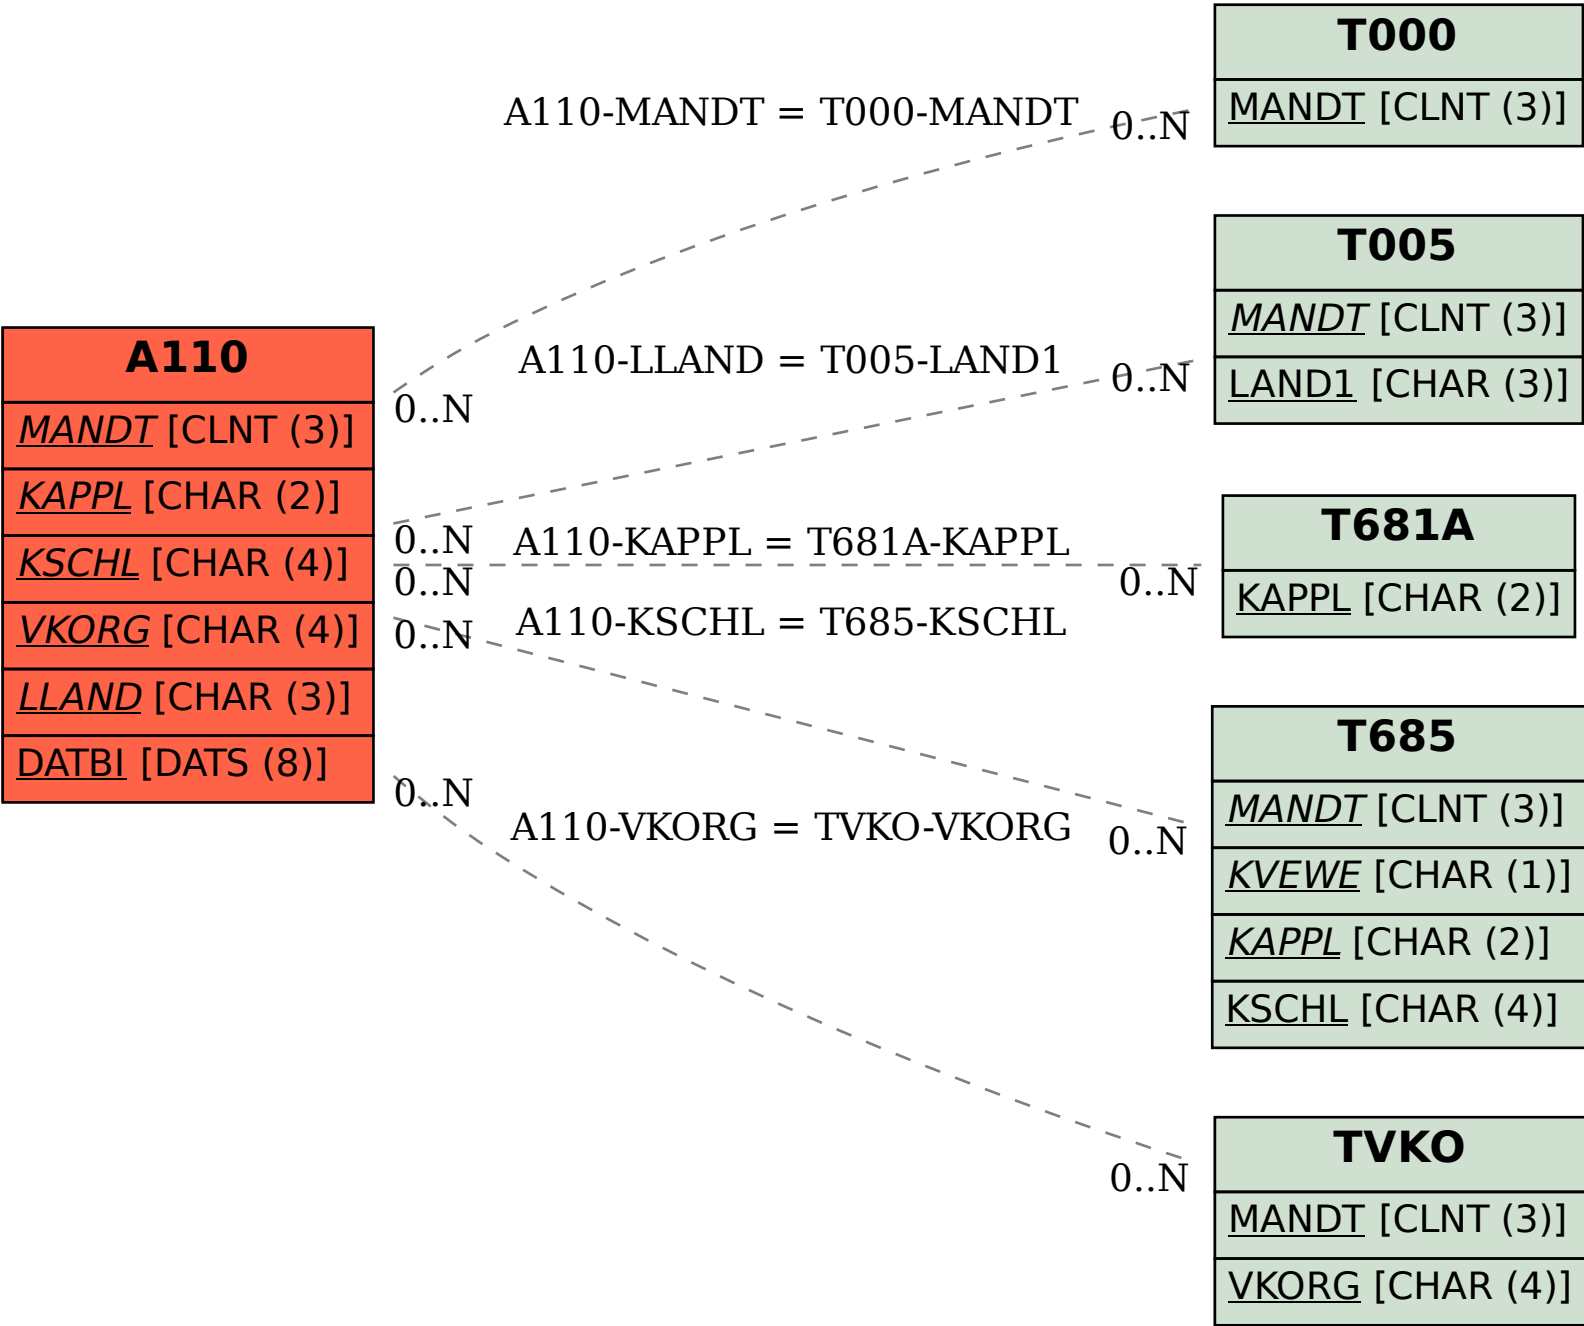 A110
MANDT [CLNT (3)]
KAPPL [CHAR (2)]
KSCHL [CHAR (4)]
VKORG [CHAR (4)]
LLAND [CHAR (3)]
DATBI [DATS (8)]
A110-MANDT = T000-MANDT
0..N
0..N
A110-LLAND = T005-LAND1
0..N
0..N
A110-KAPPL = T681A-KAPPL
0..N
0..N
A110-KSCHL = T685-KSCHL
0..N
0..N
A110-VKORG = TVKO-VKORG
0..N
0..N
T000
MANDT [CLNT (3)]
T005
MANDT [CLNT (3)]
LAND1 [CHAR (3)]
T681A
KAPPL [CHAR (2)]
T685
MANDT [CLNT (3)]
KVEWE [CHAR (1)]
KAPPL [CHAR (2)]
KSCHL [CHAR (4)]
TVKO
MANDT [CLNT (3)]
VKORG [CHAR (4)]